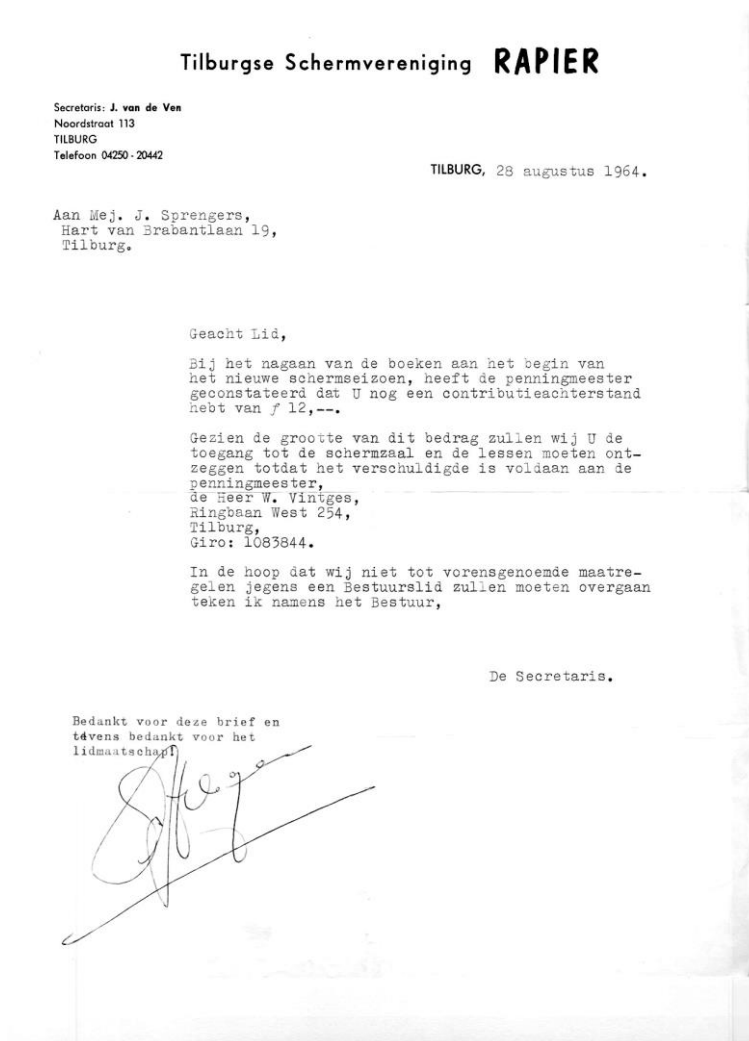 Tilburgse Schermvereniging RAPIER
Secretaris: J. van de Ven
Noordstraat 113
TILBURG
Telefoon 04250 - 20442
TILBURG, 28 augustus 1964.
Aan Mej. J. Sprengers,
Hart van Brabantlaan 19,
Tilburg.
Geacht Lid,
Bij het nagaan van de boeken aan het begin van
het nieuwe schermseizoen, heeft de penningmeester
geconstateerd dat U nog een contributieachterstand
hebt van ƒ 12,--.
Gezien de grootte van dit bedrag zullen wij U de
toegang tot de schermzaal en de lessen moeten ont-
zeggen totdat het verschuldigde is voldaan aan de
penningmeester,
de Heer W. Vintges,
Ringbaan West 254,
Tilburg,
Giro: 1083844.
In de hoop dat wij niet tot vorensgenoemde maatre-
gelen jegens een Bestuurslid zullen moeten overgaan
teken ik namens het Bestuur,
De Secretaris.
Bedankt voor deze brief en
tevens bedankt voor het
lidmaatschap!